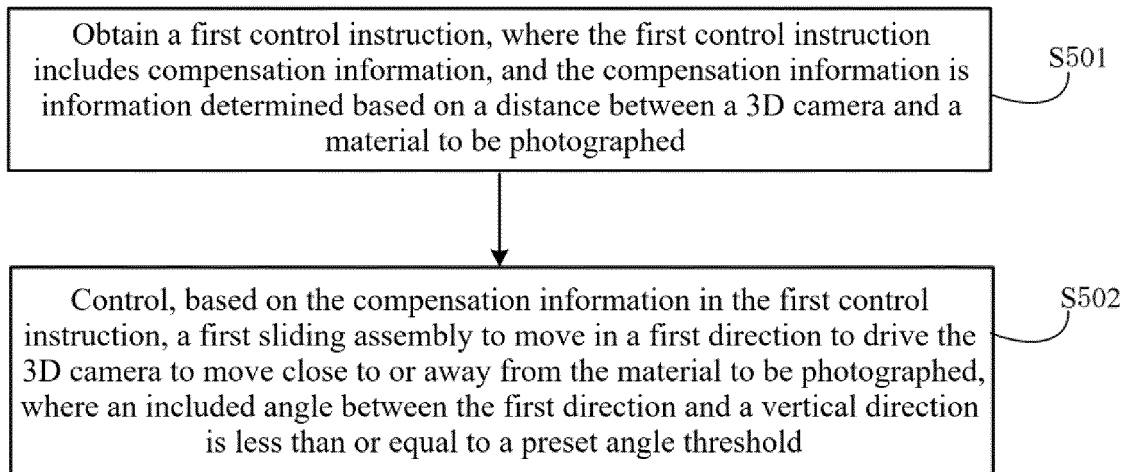 Obtain a first control instruction, where the first control instruction
includes compensation information, and the compensation information is
information determined based on a distance between a 3D camera and a
material to be photographed
S501
Control, based on the compensation information in the first control
instruction, a first sliding assembly to move in a first direction to drive the
3D camera to move close to or away from the material to be photographed,
where an included angle between the first direction and a vertical direction
is less than or equal to a preset angle threshold
S502